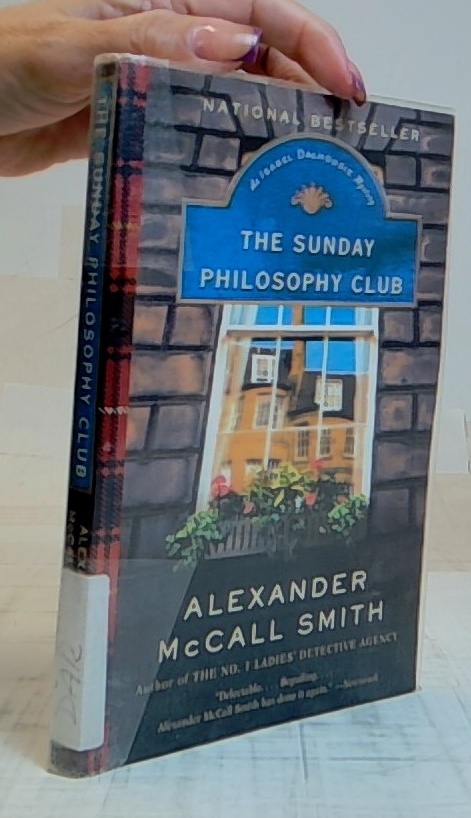 NATIONAL BESTSELLER
An ISABEL DALHOUSIE Mystery
THE SUNDAY
PHILOSOPHY CLUB
ALEXANDER
McCALL SMITH
Author of THE NO. 1 LADIES' DETECTIVE AGENCY
"Delectable. . . . Beguiling. . . .
Alexander McCall Smith has done it again." —Newsweek
THE SUNDAY PHILOSOPHY CLUB